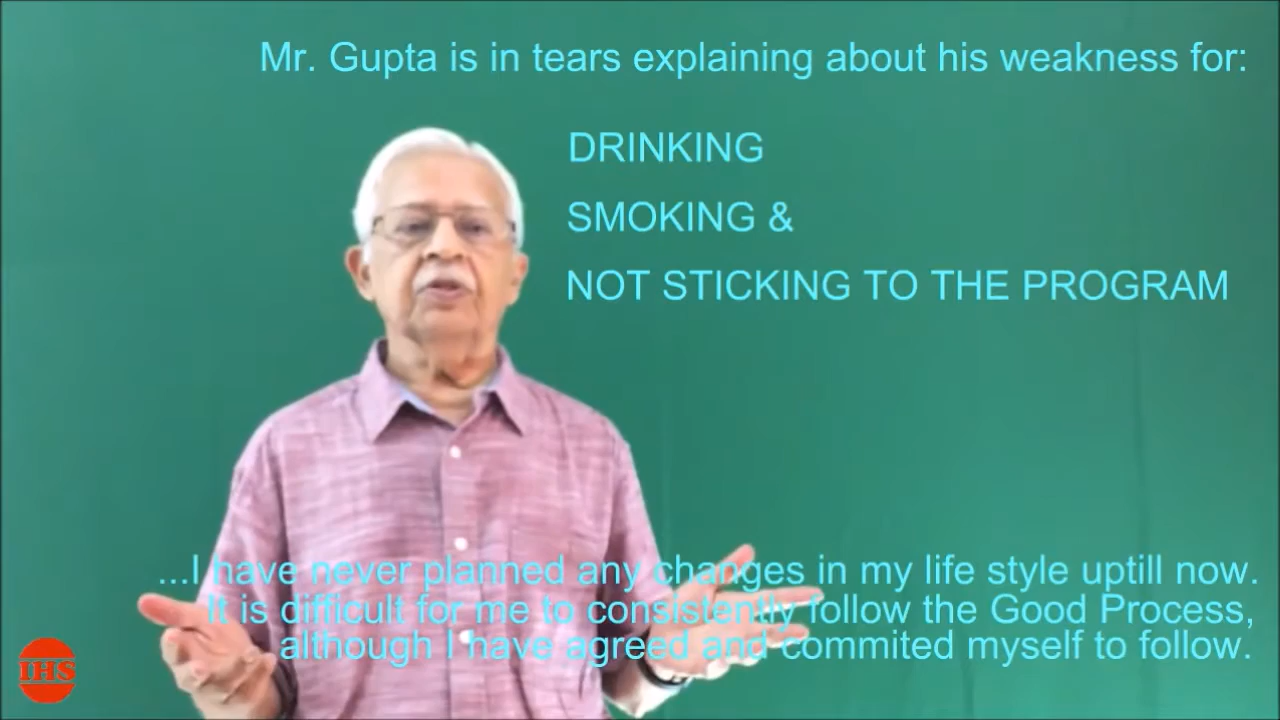 Mr. Gupta is in tears explaining about his weakness for:
DRINKING
SMOKING &
NOT STICKING TO THE PROGRAM
...I have never planned any changes in my life style uptill now.
It is difficult for me to consistently follow the Good Process,
although I have agreed and commited myself to follow.
IHS